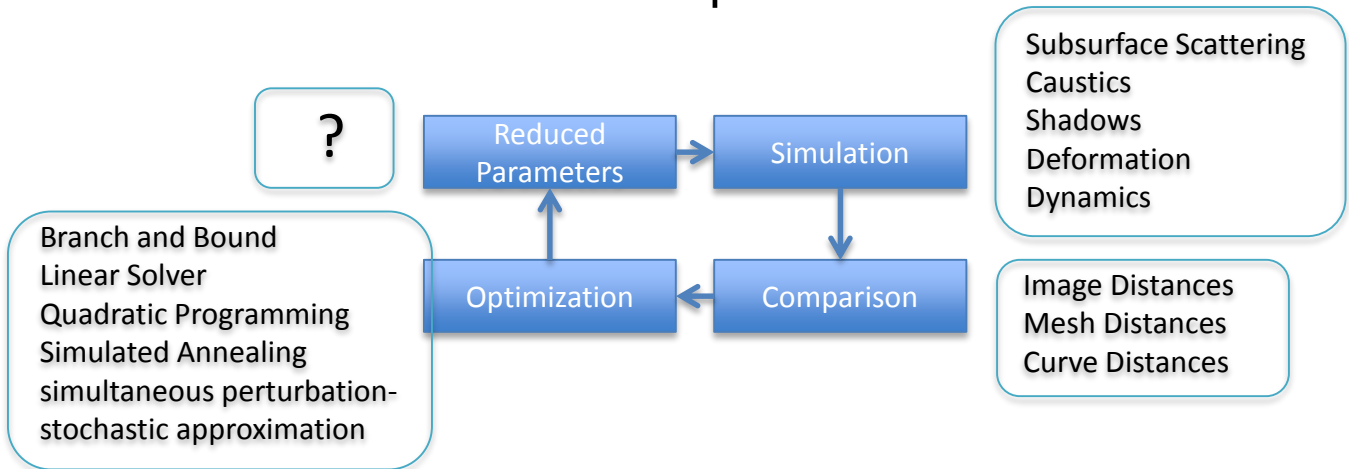 ?
Reduced
Parameters
Simulation
Subsurface Scattering
Caustics
Shadows
Deformation
Dynamics
Branch and Bound
Linear Solver
Quadratic Programming
Simulated Annealing
simultaneous perturbation-
stochastic approximation
Optimization
Comparison
Image Distances
Mesh Distances
Curve Distances